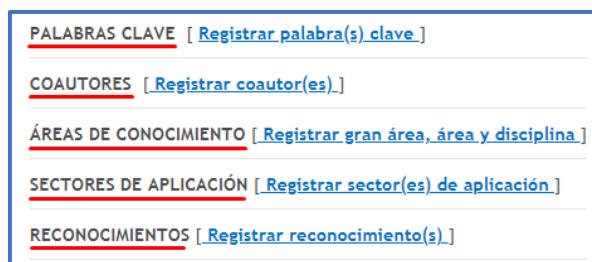 PALABRAS CLAVE [ Registrar palabra(s) clave ]
COAUTORES [ Registrar coautor(es) ]
ÁREAS DE CONOCIMIENTO [ Registrar gran área, área y disciplina ]
SECTORES DE APLICACIÓN [ Registrar sector(es) de aplicación ]
RECONOCIMIENTOS [ Registrar reconocimiento(s) ]